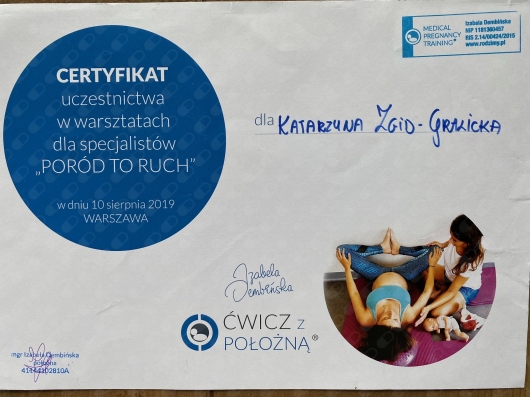 CERTYFIKAT
uczestnictwa
w warsztatach
dla specjalistów
„PORÓD TO RUCH”
w dniu 10 sierpnia 2019
WARSZAWA
MEDICAL
PREGNANCY
TRAINING
Izabela Dembińska
NIP 1181360457
RIS 2.14/00424/2015
www.rodzimy.pl
dla KATARZYNA ZGID-GRALICKA
Izabela
Dembińska
ĆWICZ z
POŁOŻNĄ®
mgr Izabela Dembińska
położna